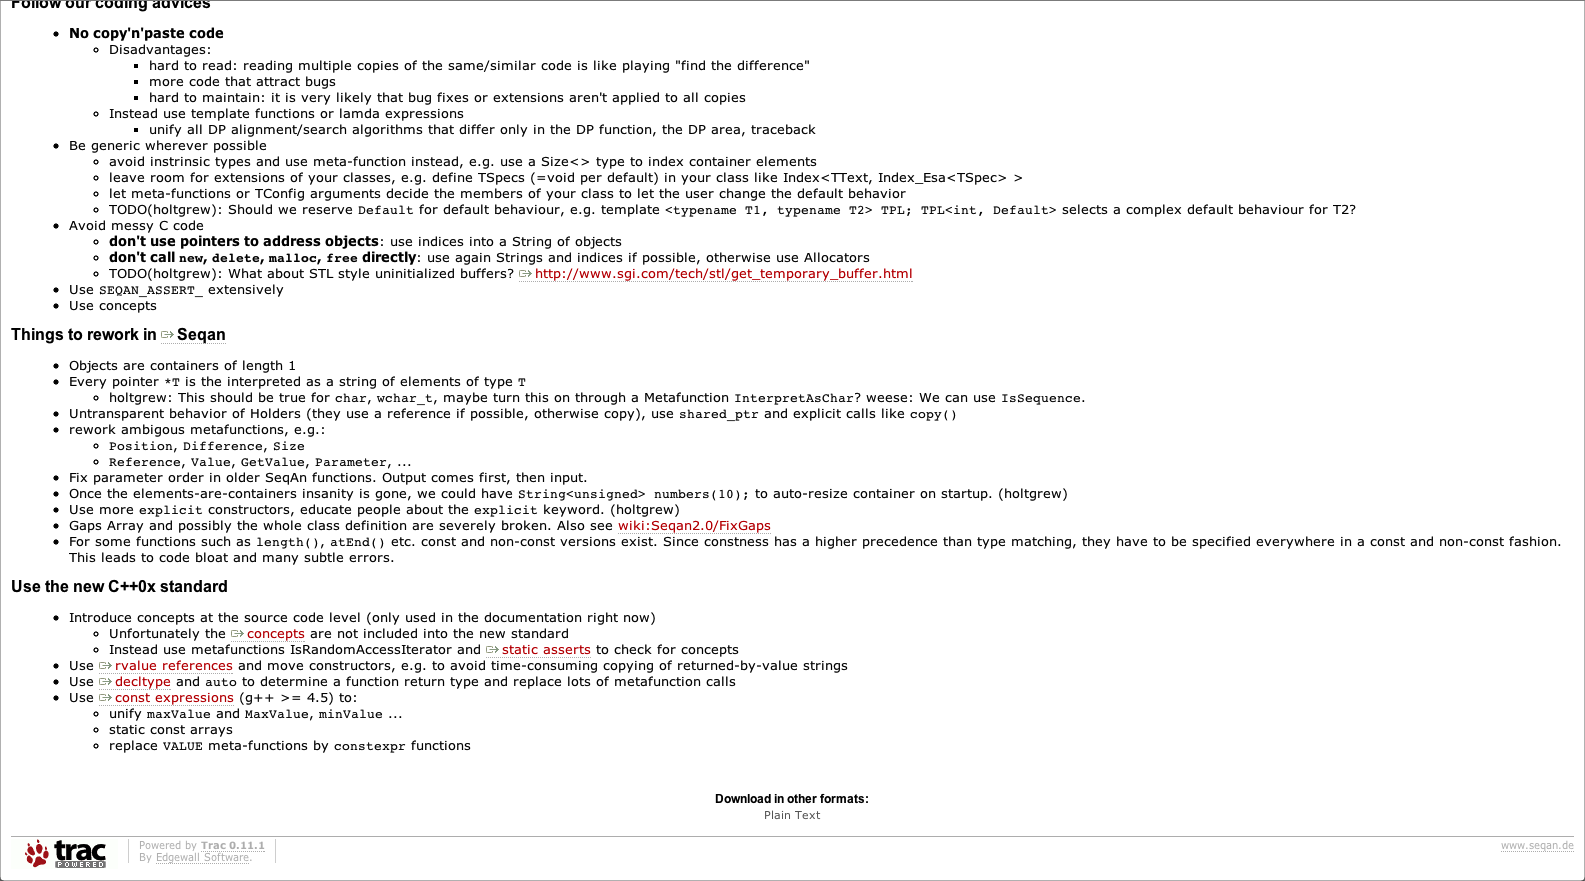 Follow our coding advices
No copy'n'paste code
Disadvantages:
hard to read: reading multiple copies of the same/similar code is like playing "find the difference"
more code that attract bugs
hard to maintain: it is very likely that bug fixes or extensions aren't applied to all copies
Instead use template functions or lamda expressions
unify all DP alignment/search algorithms that differ only in the DP function, the DP area, traceback
Be generic wherever possible
avoid instrinsic types and use meta-function instead, e.g. use a Size<> type to index container elements
leave room for extensions of your classes, e.g. define TSpecs (=void per default) in your class like Index<TText, Index_Esa<TSpec> >
let meta-functions or TConfig arguments decide the members of your class to let the user change the default behavior
TODO(holtgrew): Should we reserve Default for default behaviour, e.g. template <typename T1, typename T2> TPL; TPL<int, Default> selects a complex default behaviour for T2?
Avoid messy C code
don't use pointers to address objects: use indices into a String of objects
don't call new, delete, malloc, free directly: use again Strings and indices if possible, otherwise use Allocators
TODO(holtgrew): What about STL style uninitialized buffers? http://www.sgi.com/tech/stl/get_temporary_buffer.html
Use SEQAN_ASSERT_ extensively
Use concepts
Things to rework in Seqan
Objects are containers of length 1
Every pointer *T is the interpreted as a string of elements of type T
holtgrew: This should be true for char, wchar_t, maybe turn this on through a Metafunction InterpretAsChar? weese: We can use IsSequence.
Untransparent behavior of Holders (they use a reference if possible, otherwise copy), use shared_ptr and explicit calls like copy()
rework ambigous metafunctions, e.g.:
Position, Difference, Size
Reference, Value, GetValue, Parameter, ...
Fix parameter order in older SeqAn functions. Output comes first, then input.
Once the elements-are-containers insanity is gone, we could have String<unsigned> numbers(10); to auto-resize container on startup. (holtgrew)
Use more explicit constructors, educate people about the explicit keyword. (holtgrew)
Gaps Array and possibly the whole class definition are severely broken. Also see wiki:Seqan2.0/FixGaps
For some functions such as length(), atEnd() etc. const and non-const versions exist. Since constness has a higher precedence than type matching, they have to be specified everywhere in a const and non-const fashion.
This leads to code bloat and many subtle errors.
Use the new C++0x standard
Introduce concepts at the source code level (only used in the documentation right now)
Unfortunately the concepts are not included into the new standard
Instead use metafunctions IsRandomAccessIterator and static asserts to check for concepts
Use rvalue references and move constructors, e.g. to avoid time-consuming copying of returned-by-value strings
Use decltype and auto to determine a function return type and replace lots of metafunction calls
Use const expressions (g++ >= 4.5) to:
unify maxValue and MaxValue, minValue ...
static const arrays
replace VALUE meta-functions by constexpr functions
Download in other formats:
Plain Text
trac
POWERED
Powered by Trac 0.11.1
By Edgewall Software.
www.seqan.de